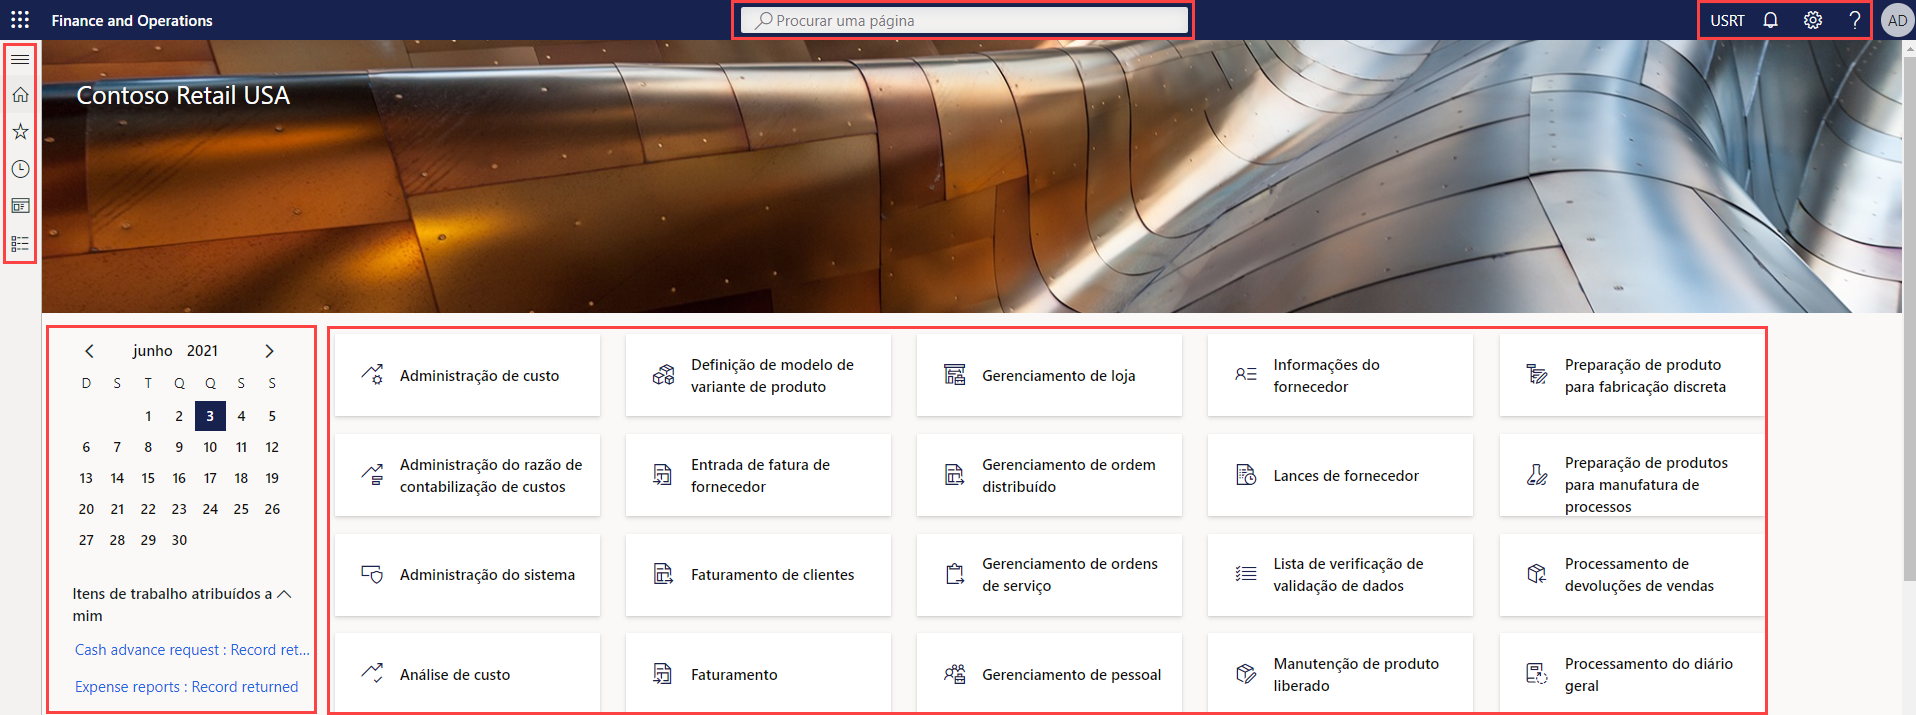 Finance and Operations
Procurar uma página
USRT
AD
Contoso Retail USA
junho 2021
D S T Q Q S S
1 2 3 4 5
6 7 8 9 10 11 12
13 14 15 16 17 18 19
20 21 22 23 24 25 26
27 28 29 30
Itens de trabalho atribuídos a
mim
Cash advance request : Record ret...
Expense reports : Record returned
Administração de custo
Definição de modelo de
variante de produto
Gerenciamento de loja
Informações do
fornecedor
Preparação de produto
para fabricação discreta
Administração do razão de
contabilização de custos
Entrada de fatura de
fornecedor
Gerenciamento de ordem
distribuído
Lances de fornecedor
Preparação de produtos
para manufatura de
processos
Administração do sistema
Faturamento de clientes
Gerenciamento de ordens
de serviço
Lista de verificação de
validação de dados
Processamento de
devoluções de vendas
Análise de custo
Faturamento
Gerenciamento de pessoal
Manutenção de produto
liberado
Processamento do diário
geral